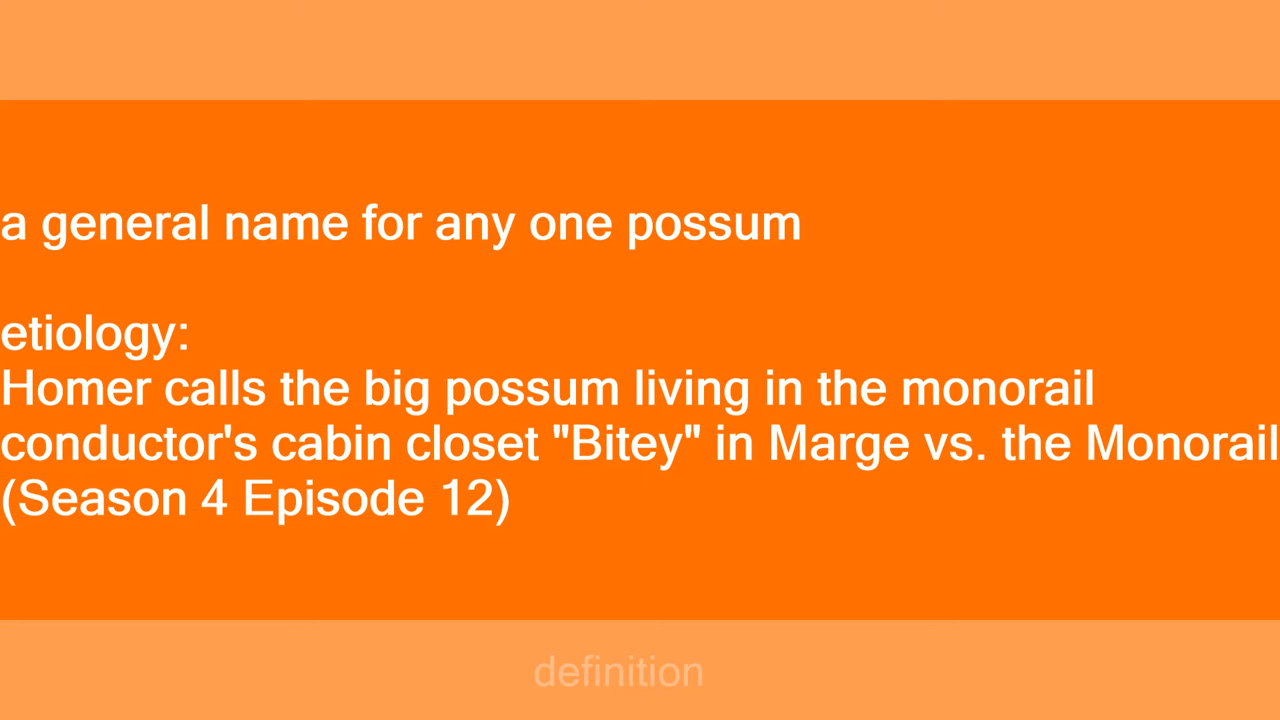 a general name for any one possum
etiology:
Homer calls the big possum living in the monorail
conductor's cabin closet "Bitey" in Marge vs. the Monorail
(Season 4 Episode 12)
definition